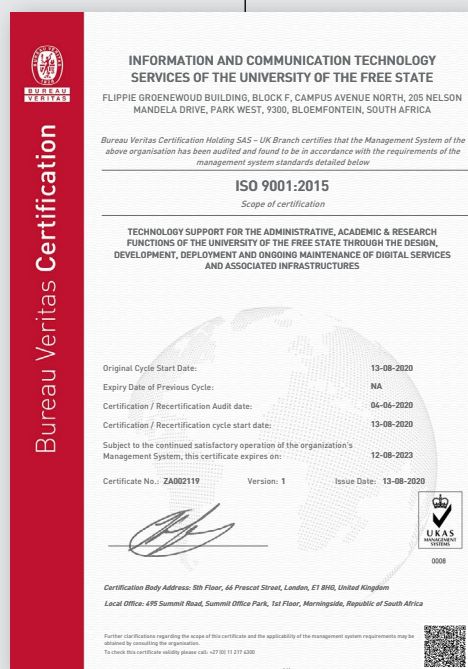 BUREAU
VERITAS
Bureau Veritas Certification
INFORMATION AND COMMUNICATION TECHNOLOGY
SERVICES OF THE UNIVERSITY OF THE FREE STATE
FLIPPIE GROENEWOUD BUILDING, BLOCK F, CAMPUS AVENUE NORTH, 205 NELSON
MANDELA DRIVE, PARK WEST, 9300, BLOEMFONTEIN, SOUTH AFRICA
Bureau Veritas Certification Holding SAS – UK Branch certifies that the Management System of the
above organisation has been audited and found to be in accordance with the requirements of the
management system standards detailed below
ISO 9001:2015
Scope of certification
TECHNOLOGY SUPPORT FOR THE ADMINISTRATIVE, ACADEMIC & RESEARCH
FUNCTIONS OF THE UNIVERSITY OF THE FREE STATE THROUGH THE DESIGN,
DEVELOPMENT, DEPLOYMENT AND ONGOING MAINTENANCE OF DIGITAL SERVICES
AND ASSOCIATED INFRASTRUCTURES
Original Cycle Start Date: 13-08-2020
Expiry Date of Previous Cycle: NA
Certification / Recertification Audit date: 04-06-2020
Certification / Recertification cycle start date: 13-08-2020
Subject to the continued satisfactory operation of the organization's
Management System, this certificate expires on: 12-08-2023
Certificate No.: ZA002119 Version: 1 Issue Date: 13-08-2020
UKAS
MANAGEMENT
SYSTEMS
0008
Certification Body Address: 5th Floor, 66 Prescot Street, London, E1 8HG, United Kingdom
Local Office: 495 Summit Road, Summit Office Park, 1st Floor, Morningside, Republic of South Africa
Further clarifications regarding the scope of this certificate and the applicability of the management system requirements may be
obtained by consulting the organisation.
To check this certificate validity please call: +27 (0) 11 217 6300